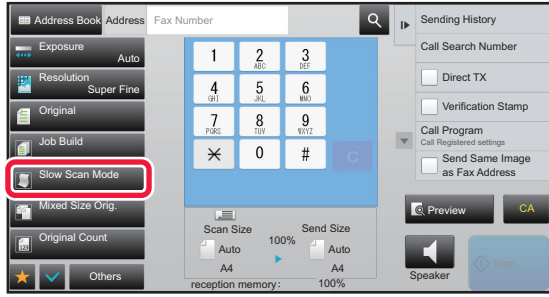 Address Book
Address
Fax Number
Exposure
Auto
Resolution
Super Fine
Original
Job Build
Slow Scan Mode
Mixed Size Orig.
Original Count
Others
1
2
ABC
3
DEF
4
GHI
5
JKL
6
MNO
7
PQRS
8
TUV
9
WXYZ
0
#
C
Scan Size
Auto
A4
100%
Send Size
Auto
A4
reception memory: 100%
Sending History
Call Search Number
Direct TX
Verification Stamp
Call Program
Call Registered settings
Send Same Image
as Fax Address
Preview
CA
Speaker
Start